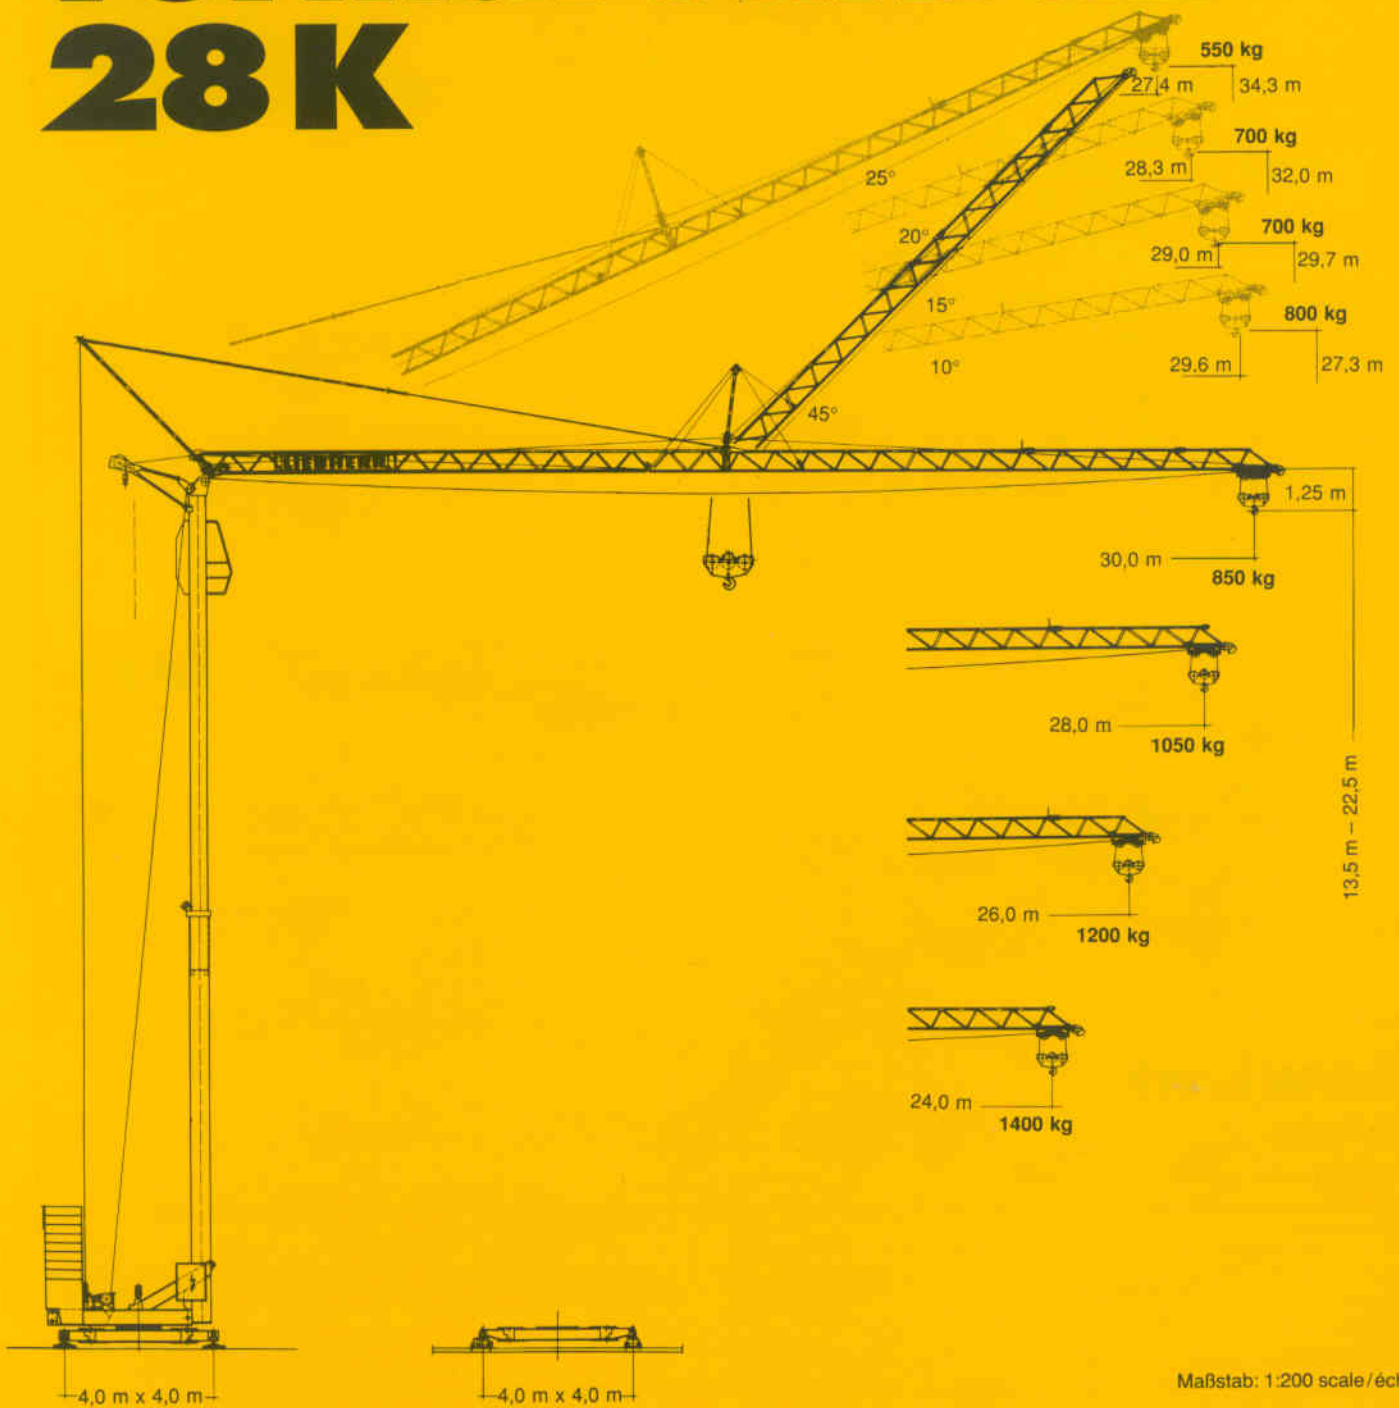 28 K
550 kg
27,4 m
34,3 m
700 kg
25°
28,3 m
32,0 m
700 kg
20°
29,0 m
29,7 m
15°
800 kg
10°
29,6 m
27,3 m
45°
LIEBHERR
1,25 m
30,0 m
850 kg
28,0 m
1050 kg
13,5 m – 22,5 m
26,0 m
1200 kg
24,0 m
1400 kg
4,0 m x 4,0 m
4,0 m x 4,0 m
Maßstab: 1:200 scale/